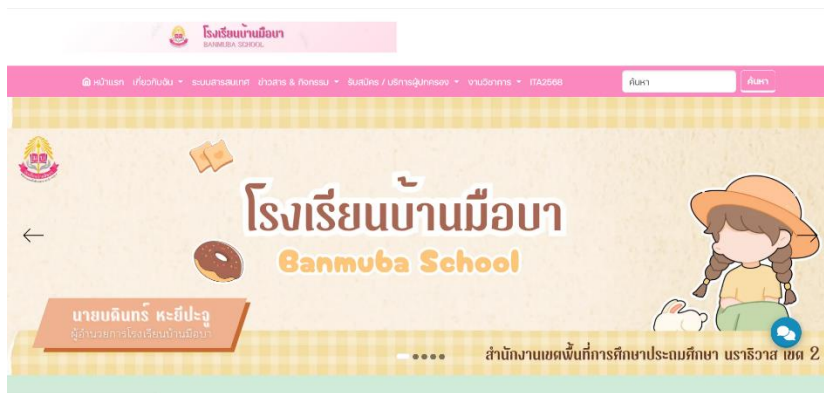 โรงเรียนบ้านมือบา
BANMUBA SCHOOL
หน้าแรก เกี่ยวกับฉัน ระบบสารสนเทศ ข่าวสาร & กิจกรรม รับสมัคร / บริการผู้ปกครอง งานวิชาการ ITA2568 ค้นหา ค้นหา
โรงเรียนบ้านมือบา
Banmuba School
นายบดินทร์ หะยีปะจู
ผู้อำนวยการโรงเรียนบ้านมือบา
สำนักงานเขตพื้นที่การศึกษาประถมศึกษา นราธิวาส เขต 2